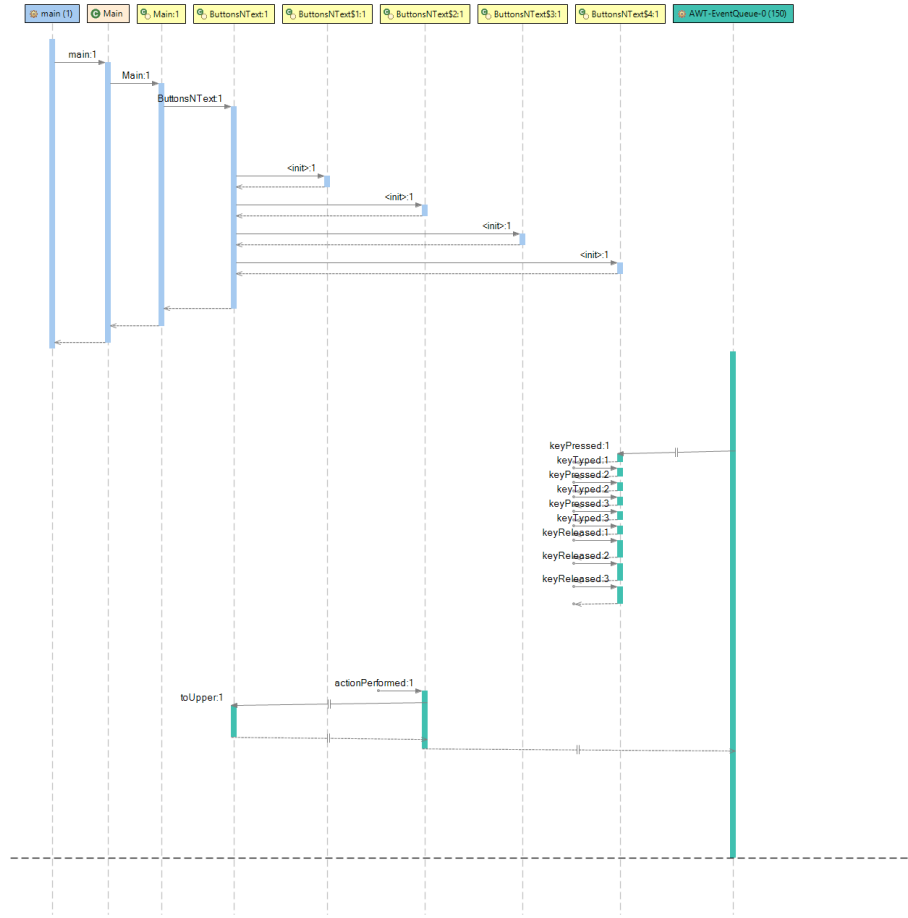 main (1)
Main
Main:1
ButtonsNText:1
ButtonsNText$1:1
ButtonsNText$2:1
ButtonsNText$3:1
ButtonsNText$4:1
AWT-EventQueue-0 (150)
main:1
Main:1
ButtonsNText:1
<init>:1
<init>:1
<init>:1
<init>:1
keyPressed:1
keyTyped:1
keyPressed:2
keyTyped:2
keyPressed:3
keyTyped:3
keyReleased:1
keyReleased:2
keyReleased:3
actionPerformed:1
toUpper:1